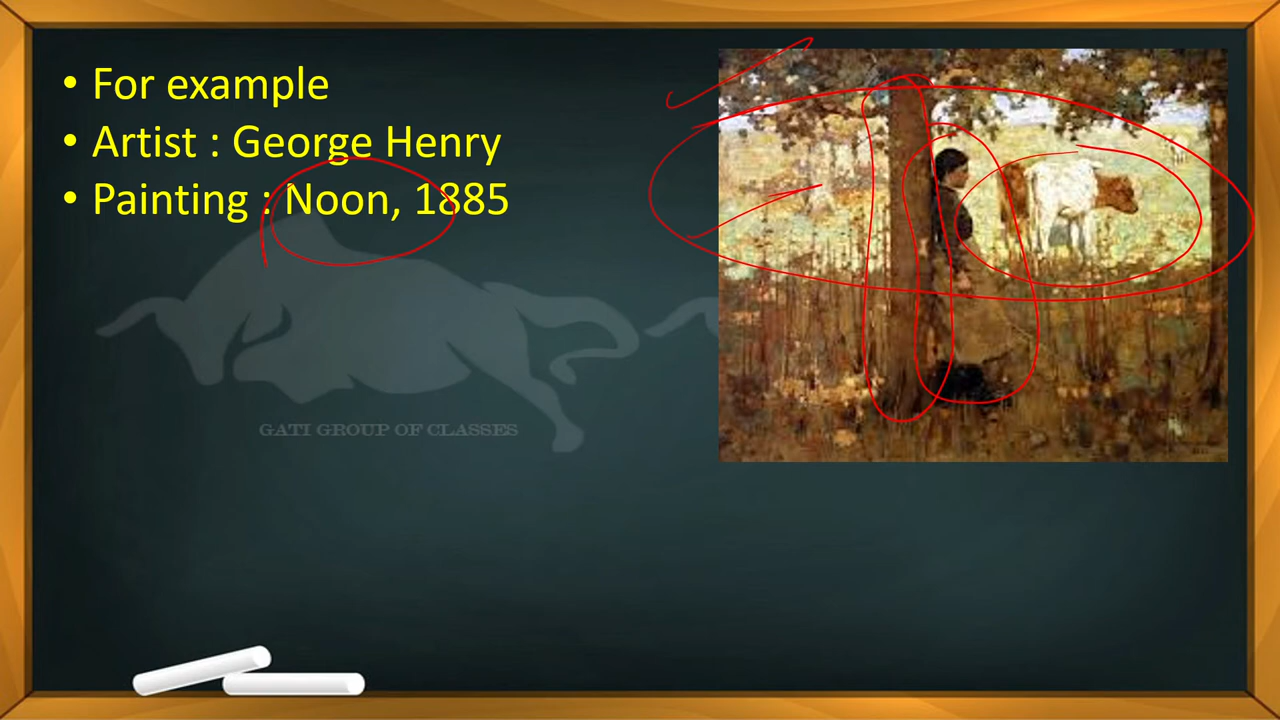 • For example
• Artist : George Henry
• Painting : Noon, 1885
GATI GROUP OF CLASSES